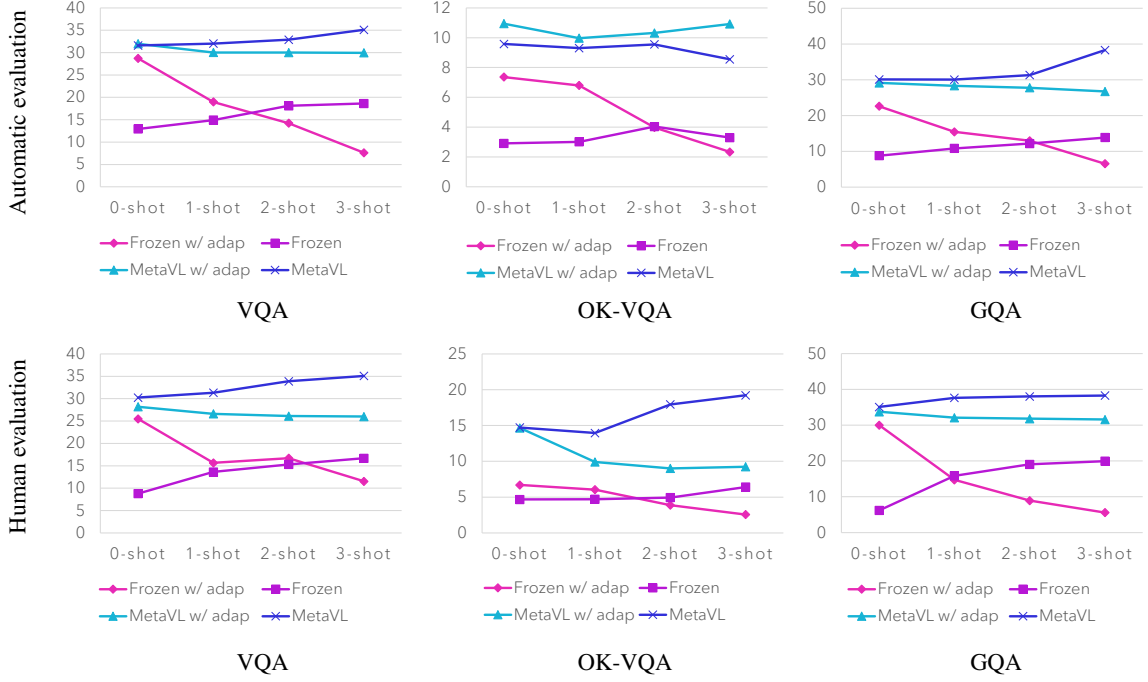 Automatic evaluation
40
35
30
25
20
15
10
5
0
0-shot 1-shot 2-shot 3-shot
Frozen w/ adap Frozen
MetaVL w/ adap MetaVL
VQA
12
10
8
6
4
2
0
0-shot 1-shot 2-shot 3-shot
Frozen w/ adap Frozen
MetaVL w/ adap MetaVL
OK-VQA
50
40
30
20
10
0
0-shot 1-shot 2-shot 3-shot
Frozen w/ adap Frozen
MetaVL w/ adap MetaVL
GQA
Human evaluation
40
35
30
25
20
15
10
5
0
0-shot 1-shot 2-shot 3-shot
Frozen w/ adap Frozen
MetaVL w/ adap MetaVL
VQA
25
20
15
10
5
0
0-shot 1-shot 2-shot 3-shot
Frozen w/ adap Frozen
MetaVL w/ adap MetaVL
OK-VQA
50
40
30
20
10
0
0-shot 1-shot 2-shot 3-shot
Frozen w/ adap Frozen
MetaVL w/ adap MetaVL
GQA